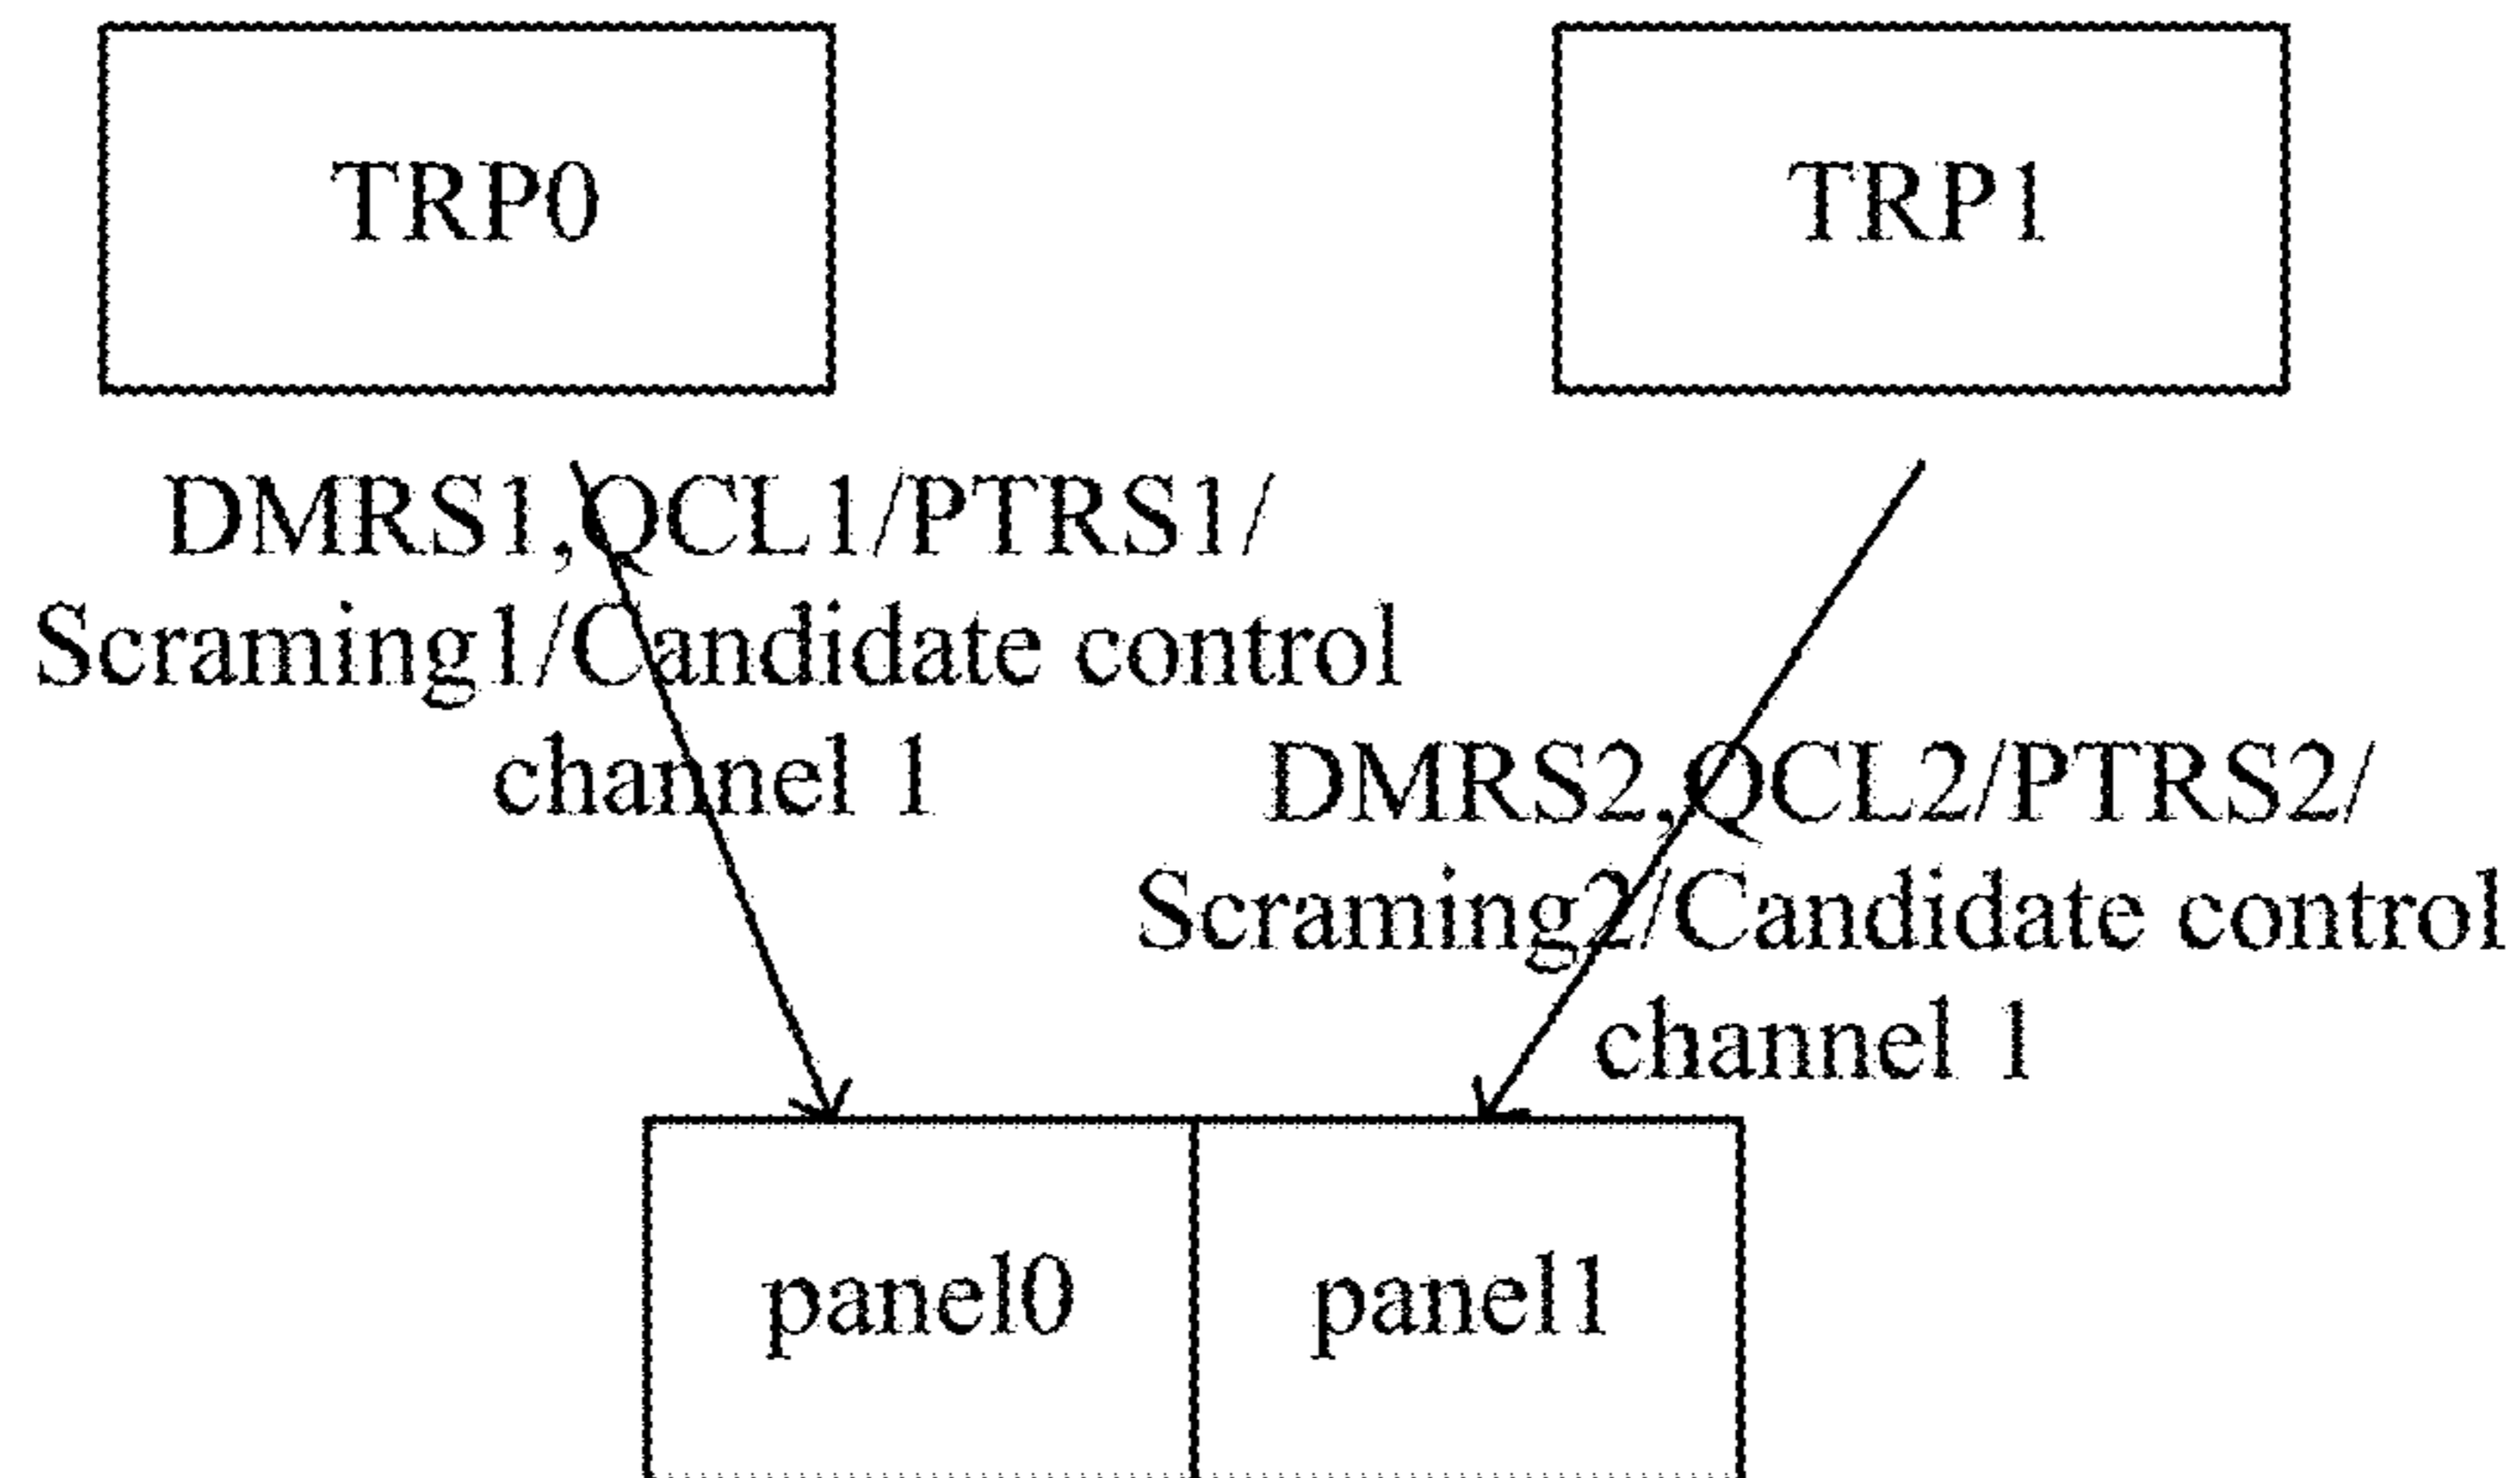 TRP0
TRP1
DMRS1,QCL1/PTRS1/
Scraming1/Candidate control
channel 1
DMRS2,QCL2/PTRS2/
Scraming2/Candidate control
channel 1
panel0
panel1